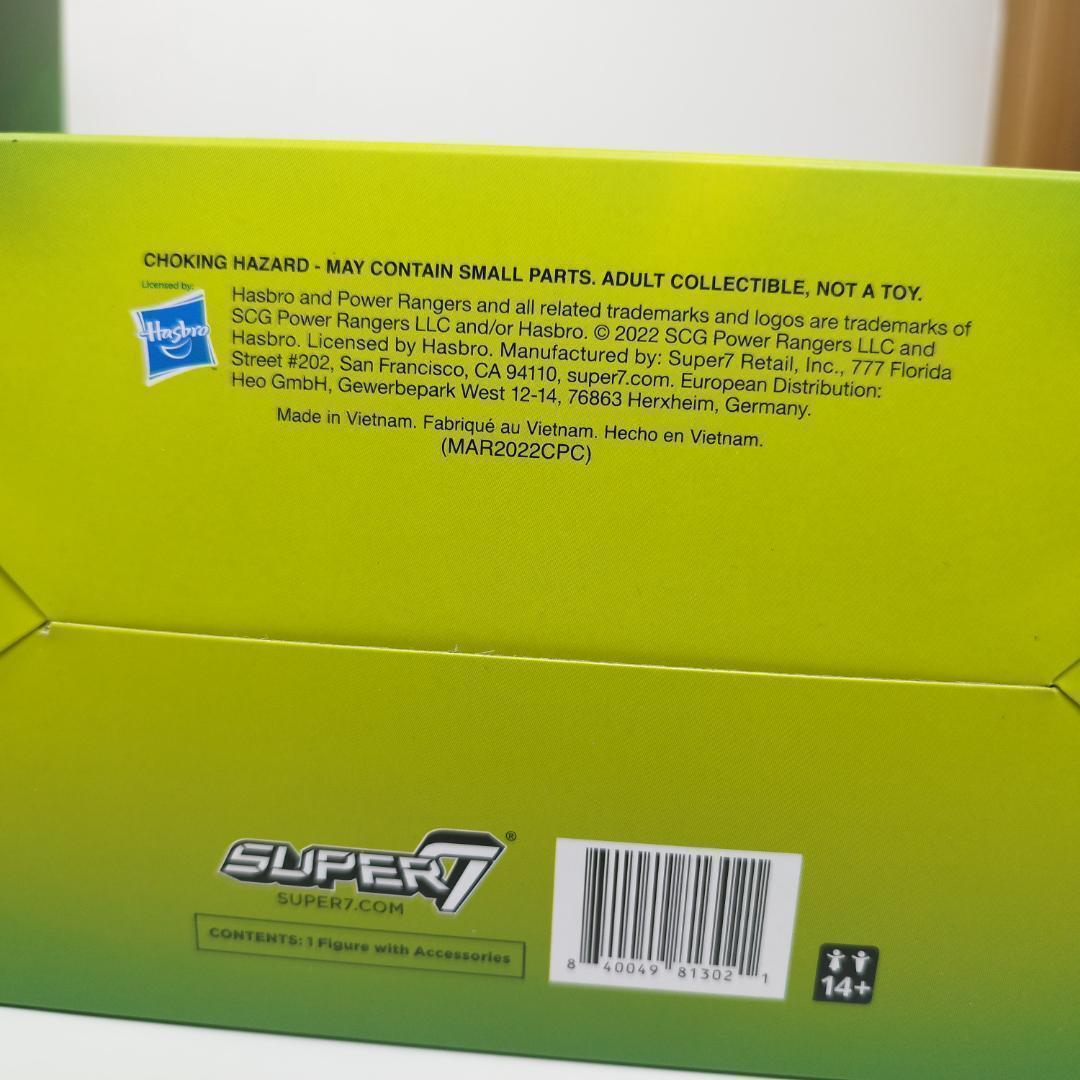 CHOKING HAZARD - MAY CONTAIN SMALL PARTS. ADULT COLLECTIBLE, NOT A TOY.
Licensed by:
Hasbro
Hasbro and Power Rangers and all related trademarks and logos are trademarks of
SCG Power Rangers LLC and/or Hasbro. © 2022 SCG Power Rangers LLC and
Hasbro. Licensed by Hasbro. Manufactured by: Super7 Retail, Inc., 777 Florida
Street #202, San Francisco, CA 94110, super7.com. European Distribution:
Heo GmbH, Gewerbepark West 12-14, 76863 Herxheim, Germany.
Made in Vietnam. Fabriqué au Vietnam. Hecho en Vietnam.
(MAR2022CPC)
SUPER7®
SUPER7.COM
CONTENTS: 1 Figure with Accessories
8 40049 81302 1
14+